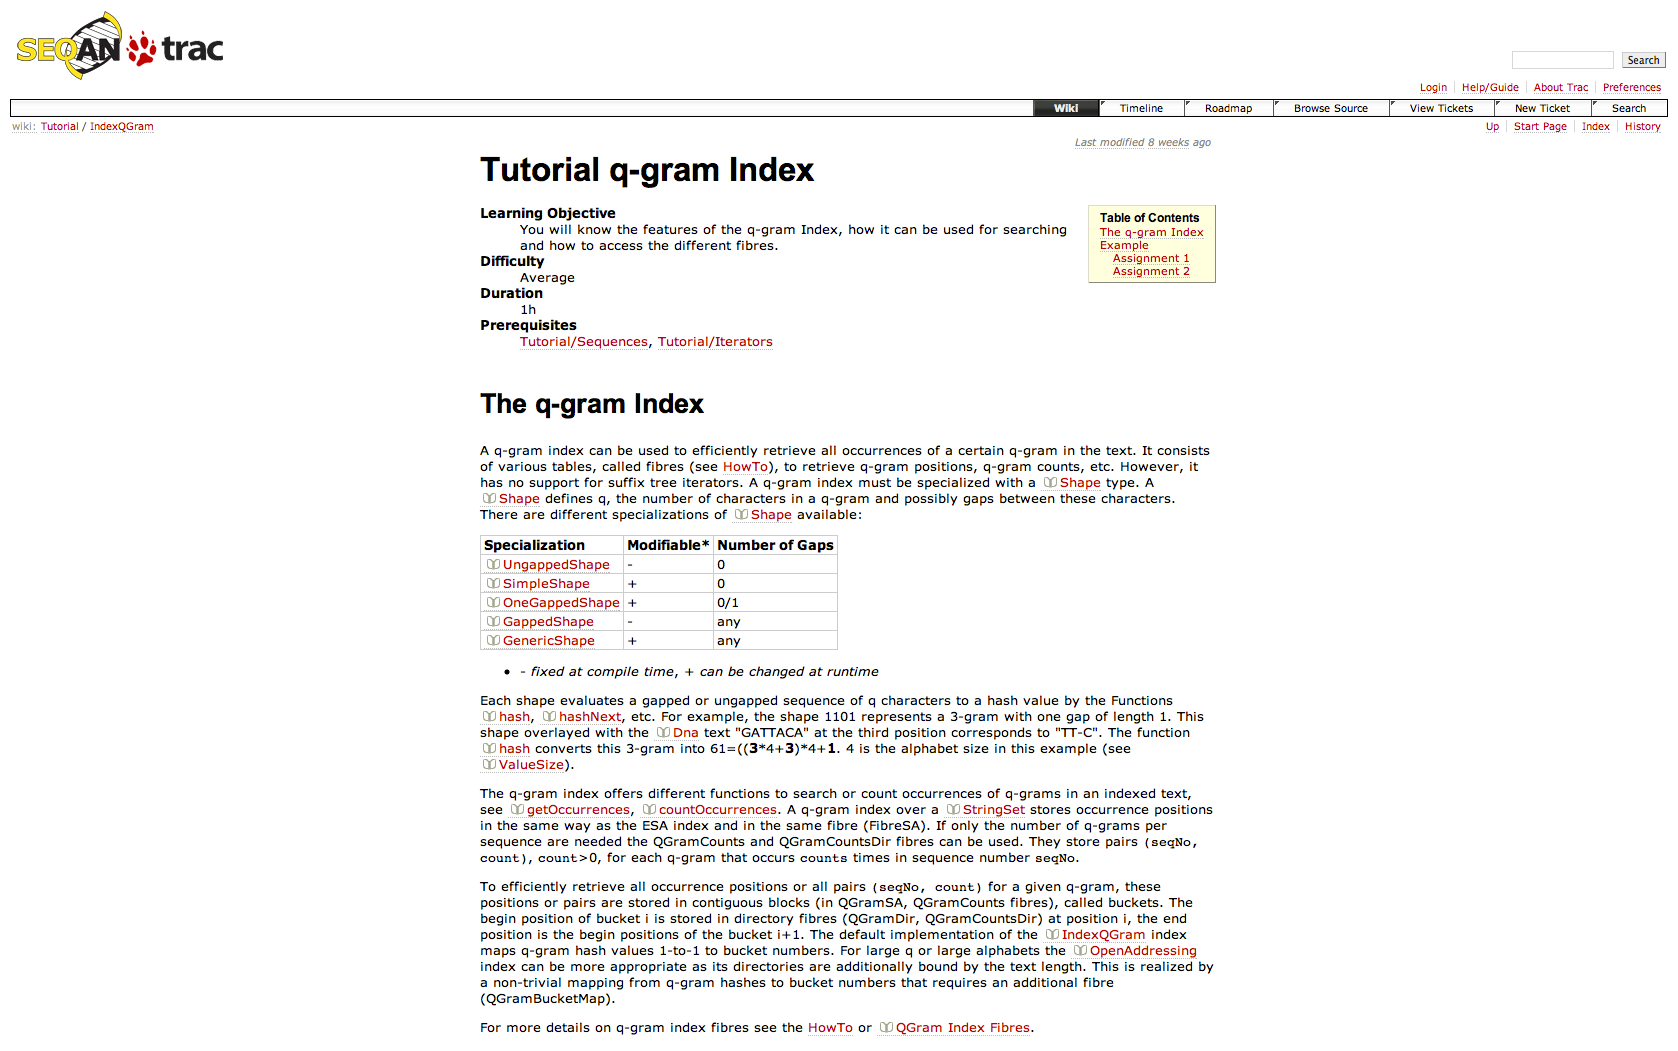 SEQAN trac
Search
Login Help/Guide About Trac Preferences
Wiki Timeline Roadmap Browse Source View Tickets New Ticket Search
wiki: Tutorial / IndexQGram
Up Start Page Index History
Last modified 8 weeks ago
Tutorial q-gram Index
Learning Objective
You will know the features of the q-gram Index, how it can be used for searching
and how to access the different fibres.
Difficulty
Average
Duration
1h
Prerequisites
Tutorial/Sequences, Tutorial/Iterators
Table of Contents
The q-gram Index
Example
Assignment 1
Assignment 2
The q-gram Index
A q-gram index can be used to efficiently retrieve all occurrences of a certain q-gram in the text. It consists
of various tables, called fibres (see HowTo), to retrieve q-gram positions, q-gram counts, etc. However, it
has no support for suffix tree iterators. A q-gram index must be specialized with a Shape type. A
Shape defines q, the number of characters in a q-gram and possibly gaps between these characters.
There are different specializations of Shape available:
Specialization Modifiable* Number of Gaps
UngappedShape - 0
SimpleShape + 0
OneGappedShape + 0/1
GappedShape - any
GenericShape + any
• - fixed at compile time, + can be changed at runtime
Each shape evaluates a gapped or ungapped sequence of q characters to a hash value by the Functions
hash, hashNext, etc. For example, the shape 1101 represents a 3-gram with one gap of length 1. This
shape overlayed with the Dna text "GATTACA" at the third position corresponds to "TT-C". The function
hash converts this 3-gram into 61=((3*4+3)*4+1. 4 is the alphabet size in this example (see
ValueSize).
The q-gram index offers different functions to search or count occurrences of q-grams in an indexed text,
see getOccurrences, countOccurrences. A q-gram index over a StringSet stores occurrence positions
in the same way as the ESA index and in the same fibre (FibreSA). If only the number of q-grams per
sequence are needed the QGramCounts and QGramCountsDir fibres can be used. They store pairs (seqNo,
count), count>0, for each q-gram that occurs counts times in sequence number seqNo.
To efficiently retrieve all occurrence positions or all pairs (seqNo, count) for a given q-gram, these
positions or pairs are stored in contiguous blocks (in QGramSA, QGramCounts fibres), called buckets. The
begin position of bucket i is stored in directory fibres (QGramDir, QGramCountsDir) at position i, the end
position is the begin positions of the bucket i+1. The default implementation of the IndexQGram index
maps q-gram hash values 1-to-1 to bucket numbers. For large q or large alphabets the OpenAddressing
index can be more appropriate as its directories are additionally bound by the text length. This is realized by
a non-trivial mapping from q-gram hashes to bucket numbers that requires an additional fibre
(QGramBucketMap).
For more details on q-gram index fibres see the HowTo or QGram Index Fibres.